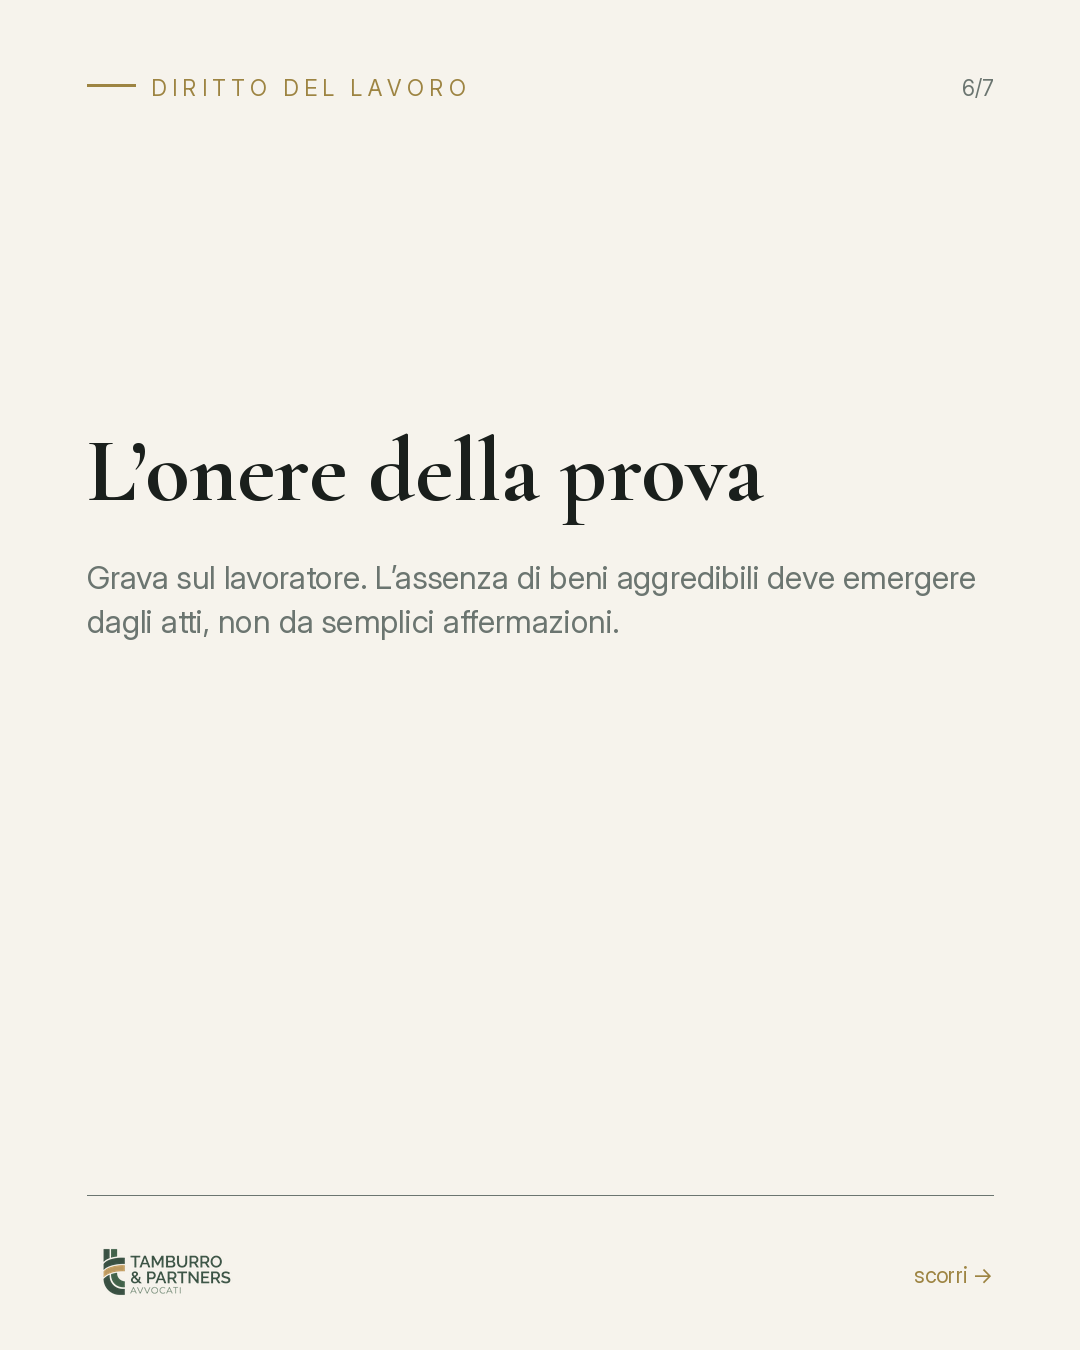 DIRITTO DEL LAVORO
6/7
L’onere della prova
Grava sul lavoratore. L’assenza di beni aggredibili deve emergere
dagli atti, non da semplici affermazioni.
TAMBURRO
& PARTNERS
AVVOCATI
scorri →